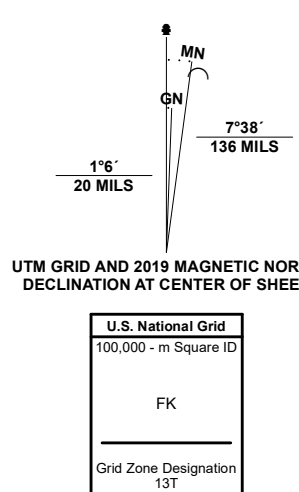 MN
GN
7°38´
136 MILS
1°6´
20 MILS
UTM GRID AND 2019 MAGNETIC NOR
DECLINATION AT CENTER OF SHEE
U.S. National Grid
100,000 - m Square ID
FK
Grid Zone Designation
13T